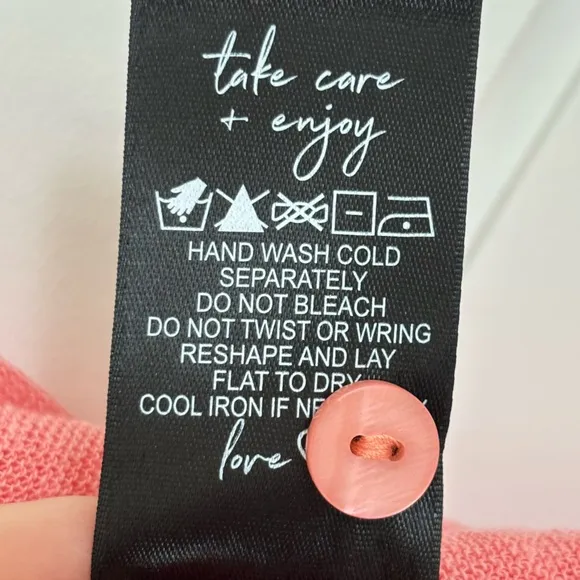 take care
+ enjoy
HAND WASH COLD
SEPARATELY
DO NOT BLEACH
DO NOT TWIST OR WRING
RESHAPE AND LAY
FLAT TO DRY
COOL IRON IF
love